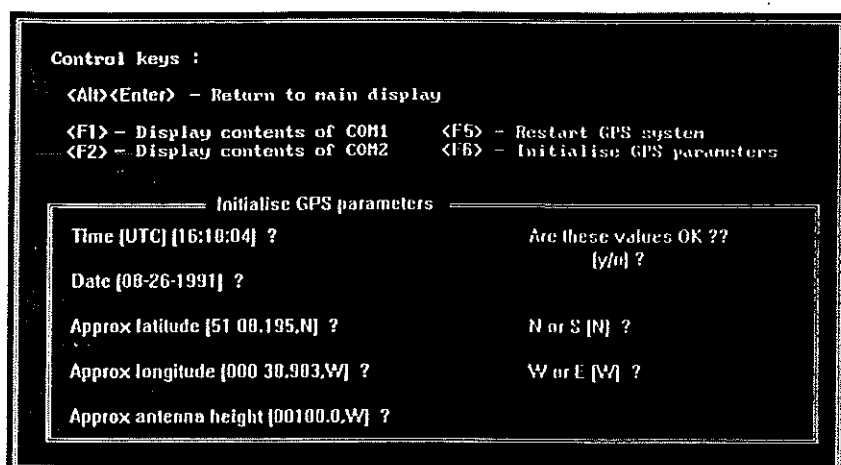 Control keys :
<Alt><Enter> - Return to main display
<F1> - Display contents of COM1 <F5> - Restart GPS system
<F2> - Display contents of COM2 <F6> - Initialise GPS parameters
Initialise GPS parameters
Time [UTC] [16:18:04] ? Are these values OK ??
[y/n] ?
Date [08-26-1991] ?
Approx latitude [51 08.195,N] ? N or S [N] ?
Approx longitude [000 38.903,W] ? W or E [W] ?
Approx antenna height [00100.0,W] ?